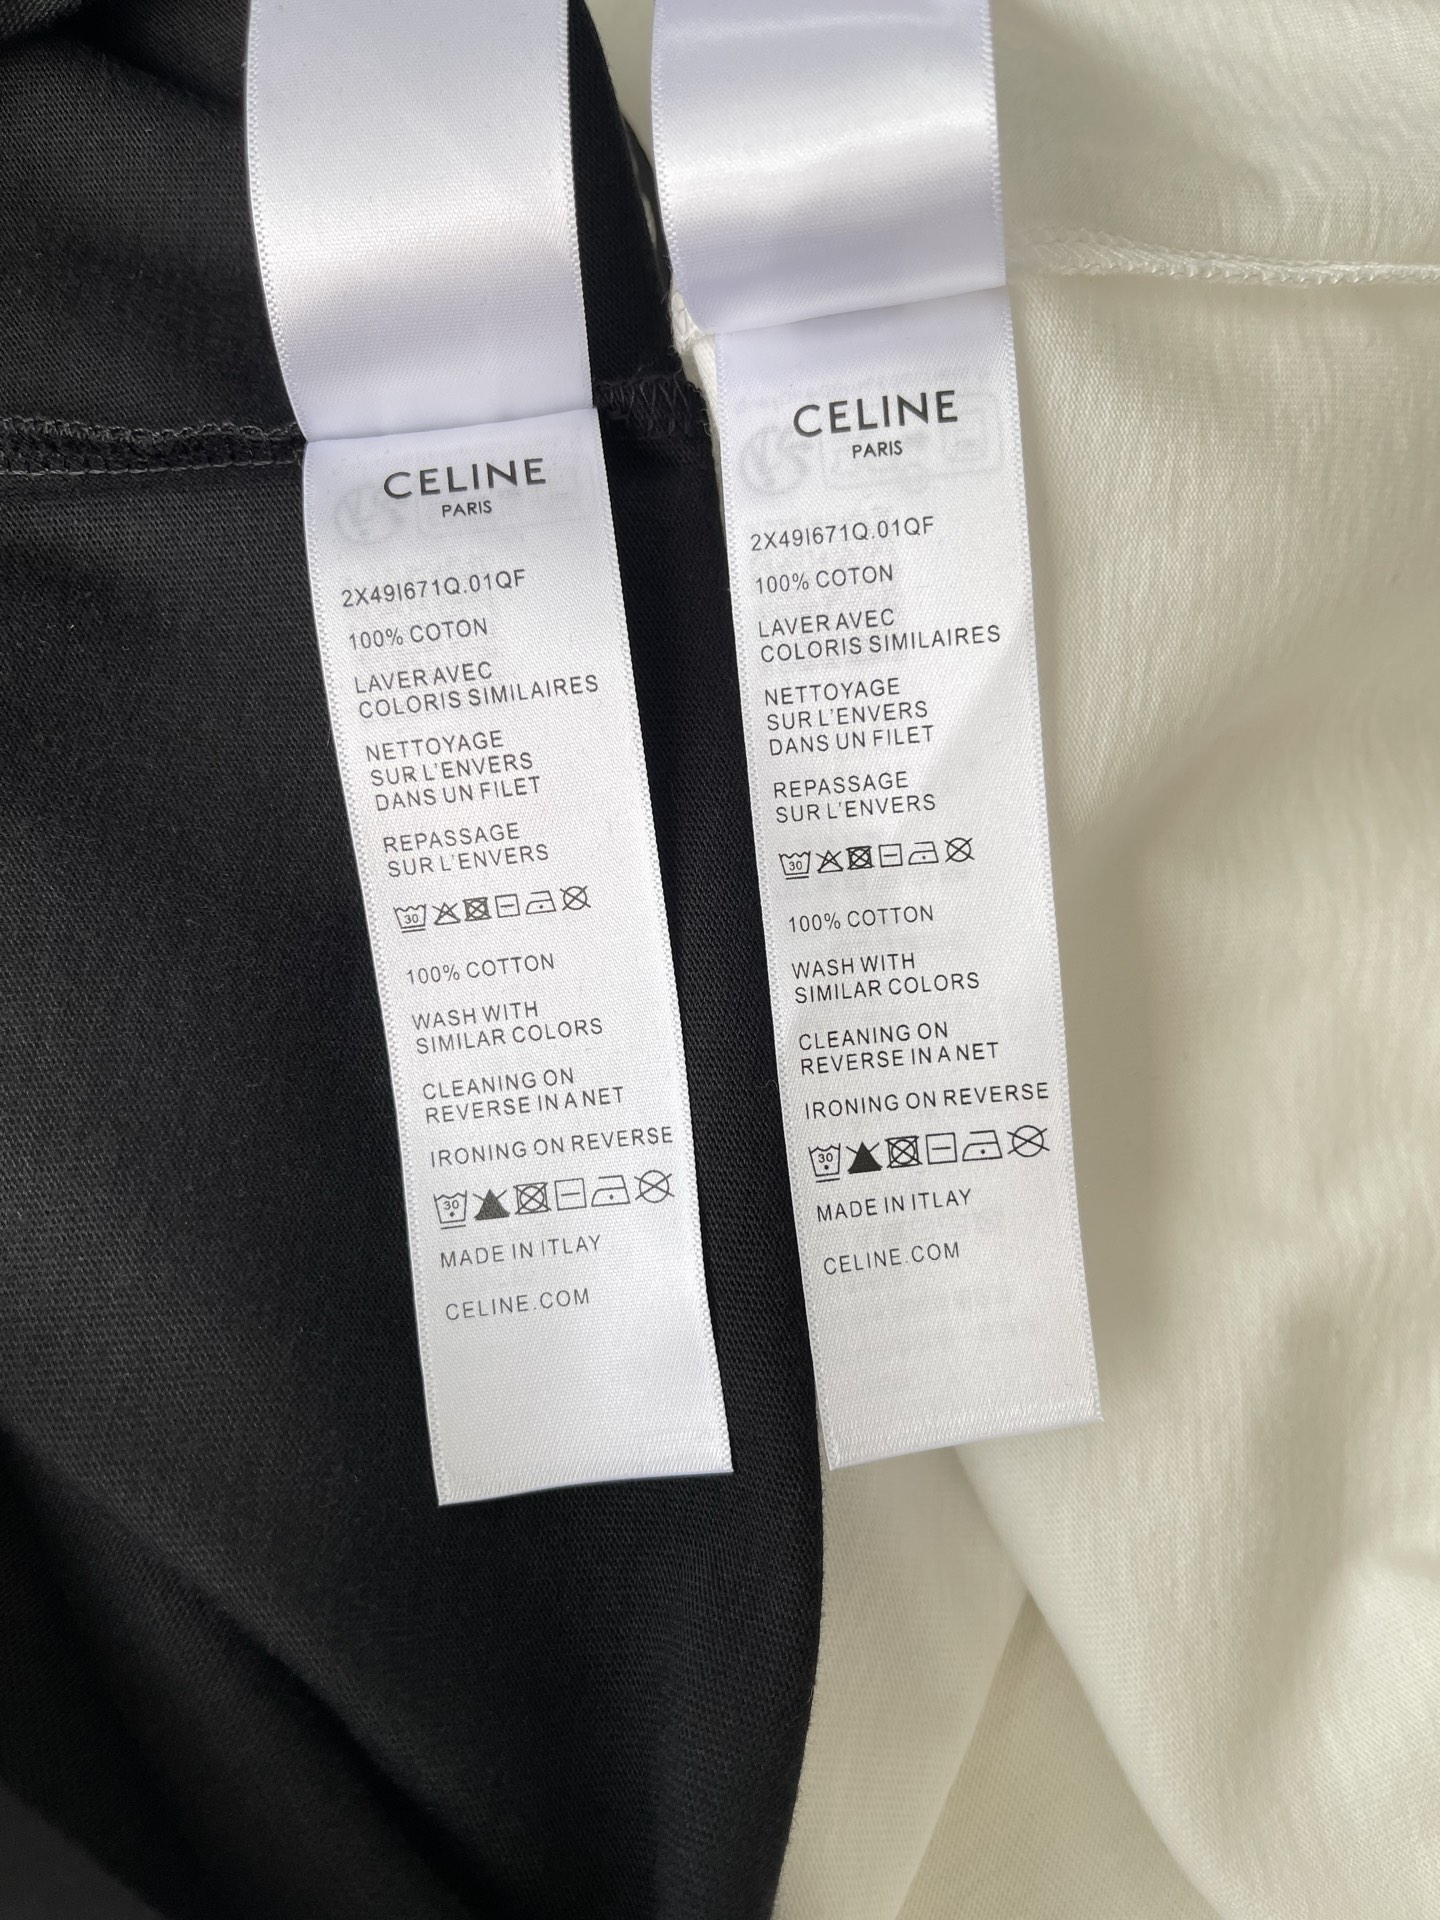 CELINE
PARIS
2X49I671Q.01QF
100% COTON
LAVER AVEC
COLORIS SIMILAIRES
NETTOYAGE
SUR L'ENVERS
DANS UN FILET
REPASSAGE
SUR L'ENVERS
30
100% COTTON
WASH WITH
SIMILAR COLORS
CLEANING ON
REVERSE IN A NET
IRONING ON REVERSE
30
MADE IN ITLAY
CELINE.COM
CELINE
PARIS
2X49I671Q.01QF
100% COTON
LAVER AVEC
COLORIS SIMILAIRES
NETTOYAGE
SUR L'ENVERS
DANS UN FILET
REPASSAGE
SUR L'ENVERS
30
100% COTTON
WASH WITH
SIMILAR COLORS
CLEANING ON
REVERSE IN A NET
IRONING ON REVERSE
30
MADE IN ITLAY
CELINE.COM